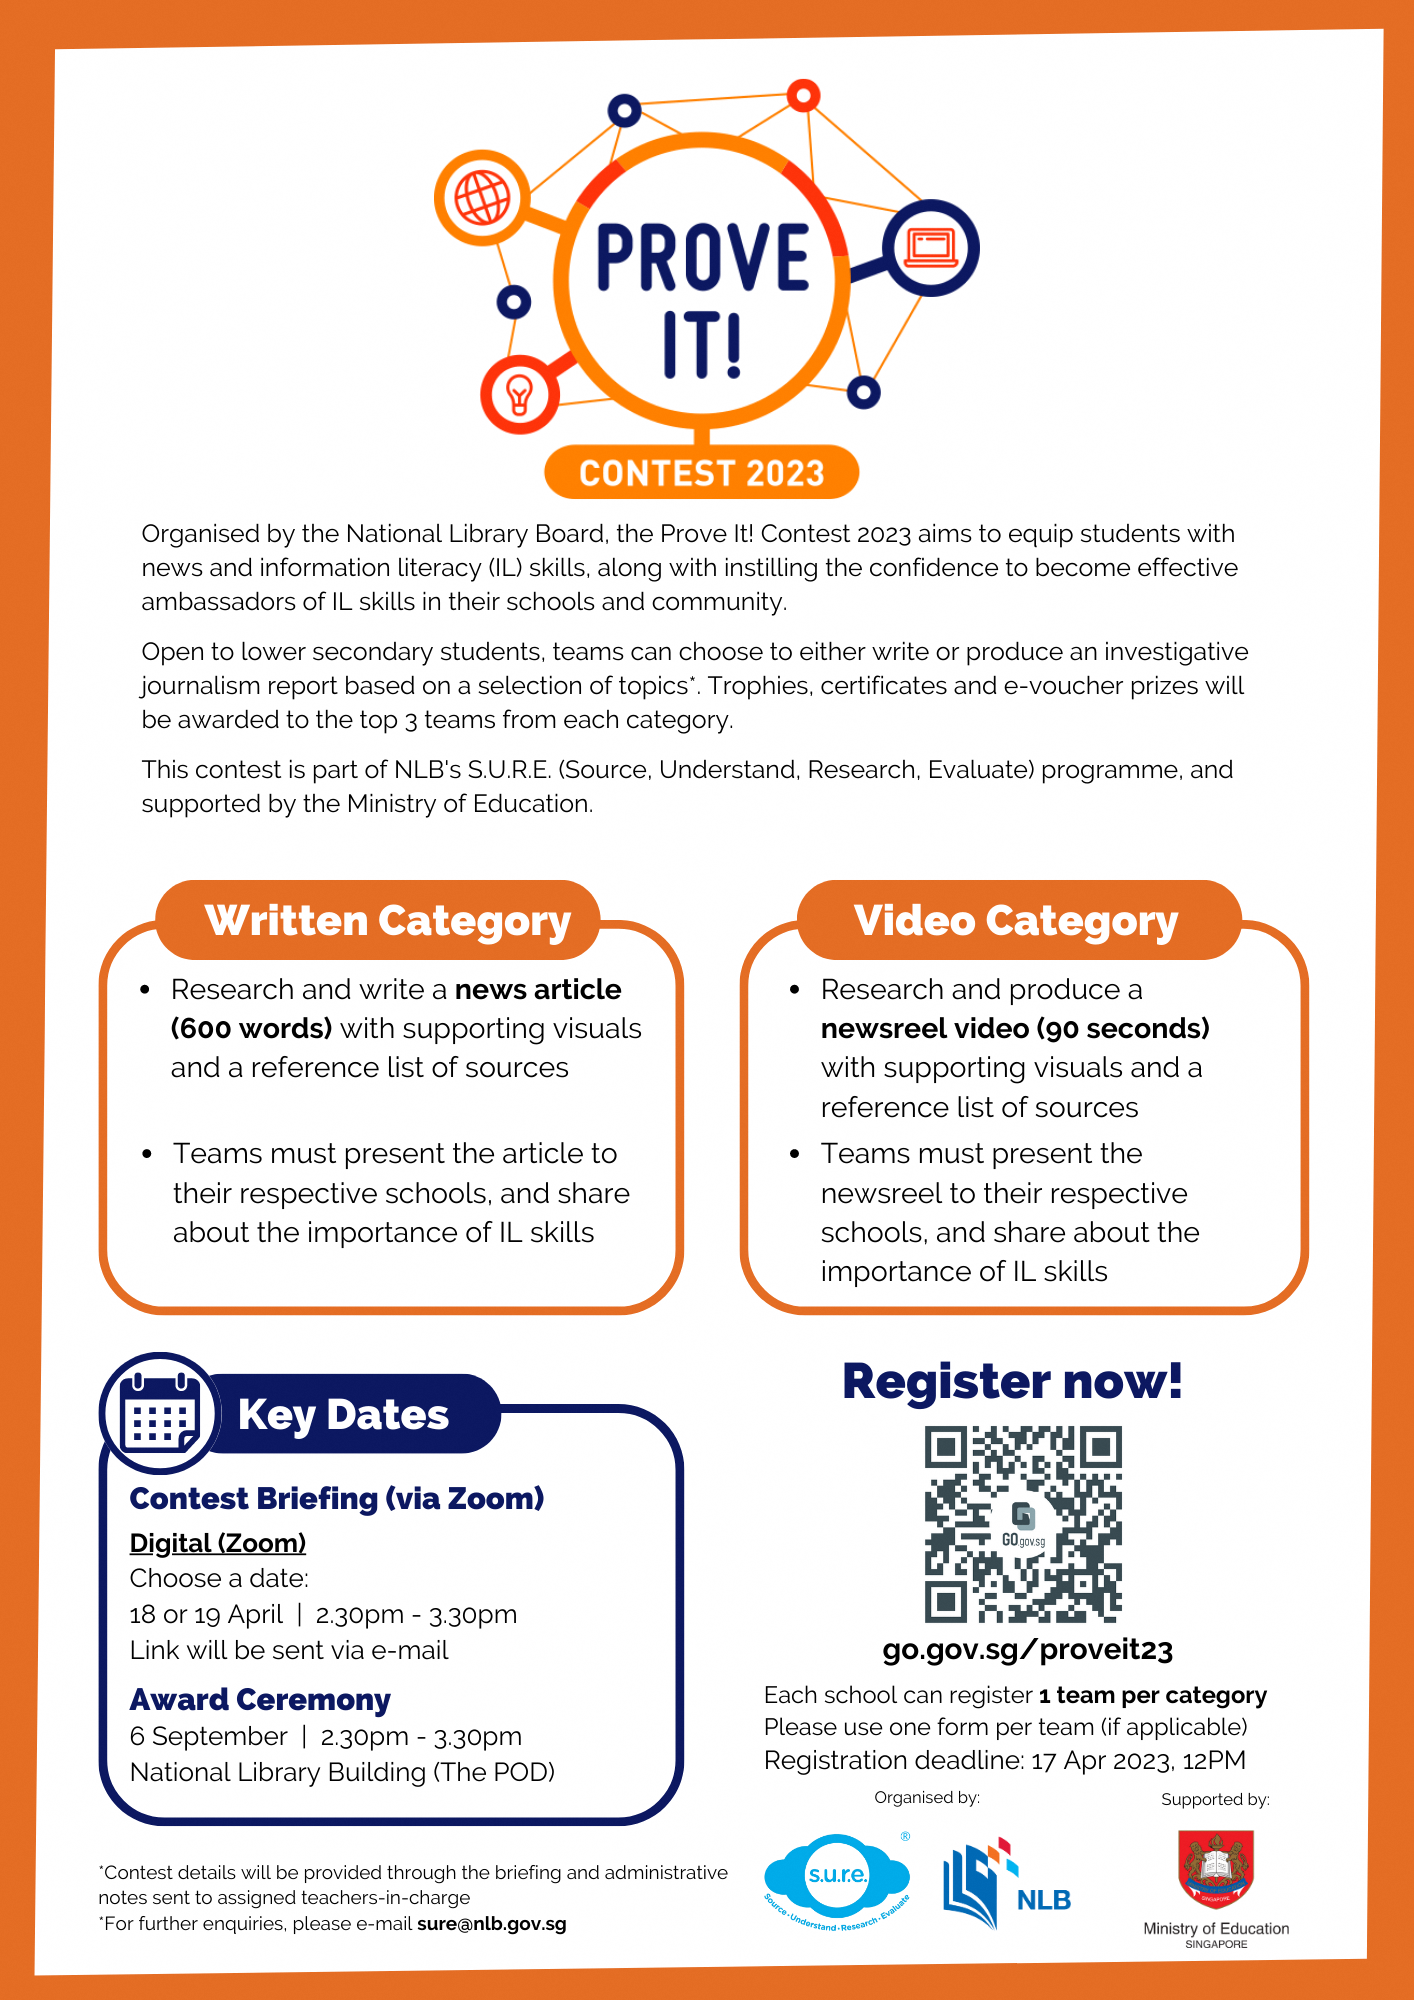 PROVE
IT!
CONTEST 2023
Organised by the National Library Board, the Prove It! Contest 2023 aims to equip students with
news and information literacy (IL) skills, along with instilling the confidence to become effective
ambassadors of IL skills in their schools and community.
Open to lower secondary students, teams can choose to either write or produce an investigative
journalism report based on a selection of topics*. Trophies, certificates and e-voucher prizes will
be awarded to the top 3 teams from each category.
This contest is part of NLB's S.U.R.E. (Source, Understand, Research, Evaluate) programme, and
supported by the Ministry of Education.
Written Category
• Research and write a news article
(600 words) with supporting visuals
and a reference list of sources
• Teams must present the article to
their respective schools, and share
about the importance of IL skills
Video Category
• Research and produce a
newsreel video (90 seconds)
with supporting visuals and a
reference list of sources
• Teams must present the
newsreel to their respective
schools, and share about the
importance of IL skills
Key Dates
Contest Briefing (via Zoom)
Digital (Zoom)
Choose a date:
18 or 19 April | 2.30pm - 3.30pm
Link will be sent via e-mail
Award Ceremony
6 September | 2.30pm - 3.30pm
National Library Building (The POD)
*Contest details will be provided through the briefing and administrative
notes sent to assigned teachers-in-charge
*For further enquiries, please e-mail sure@nlb.gov.sg
Register now!
GO.gov.sg
go.gov.sg/proveit23
Each school can register 1 team per category
Please use one form per team (if applicable)
Registration deadline: 17 Apr 2023, 12PM
Organised by:
s.u.r.e.®
Source·Understand·Research·Evaluate
NLB
Supported by:
SINGAPORE
Ministry of Education
SINGAPORE